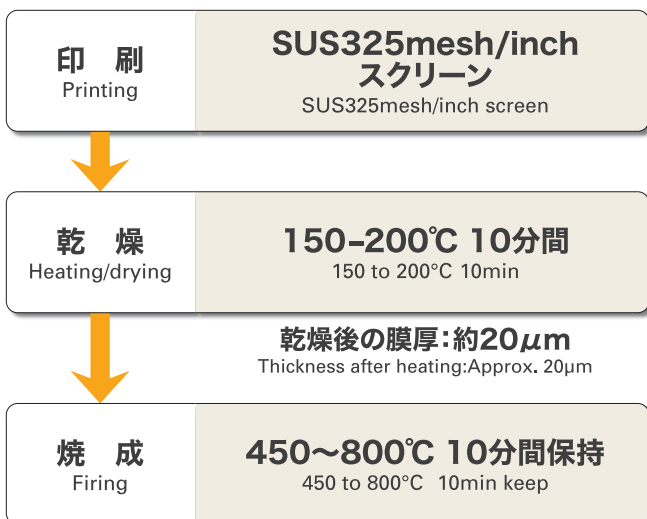 印 刷
Printing
SUS325mesh/inch
スクリーン
SUS325mesh/inch screen
乾 燥
Heating/drying
150–200℃ 10分間
150 to 200°C 10min
乾燥後の膜厚：約20μm
Thickness after heating:Approx. 20μm
焼 成
Firing
450～800℃ 10分間保持
450 to 800°C 10min keep